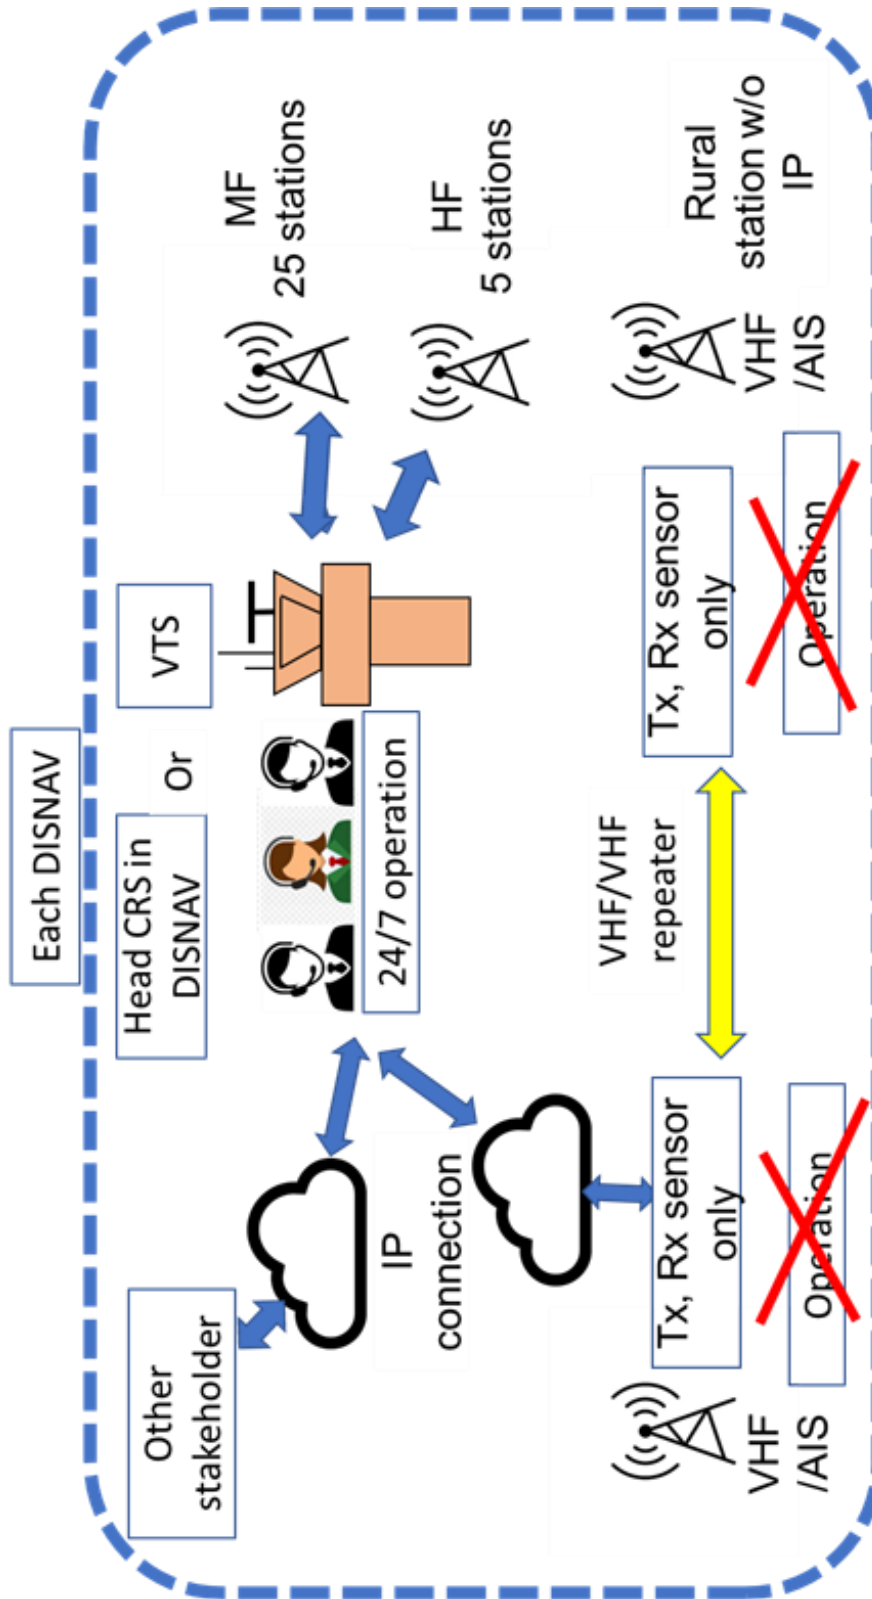 Each DISNAV
Other
stakeholder
Head CRS in
DISNAV
Or
VTS
MF
25 stations
24/7 operation
IP
connection
HF
5 stations
VHF/VHF
repeater
VHF
/AIS
Tx, Rx sensor
only
Operation
Tx, Rx sensor
only
Operation
VHF
/AIS
Rural
station w/o
IP